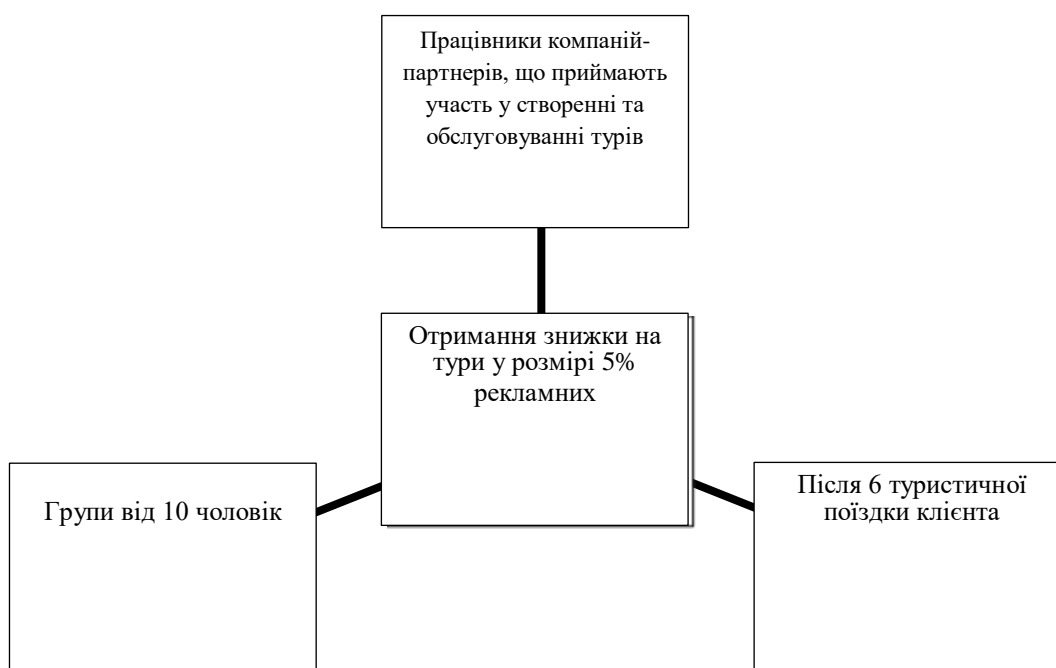 Працівники компаній-
партнерів, що приймають
участь у створенні та
обслуговуванні турів
Отримання знижки на
тури у розмірі 5%
рекламних
Групи від 10 чоловік
Після 6 туристичної
поїздки клієнта